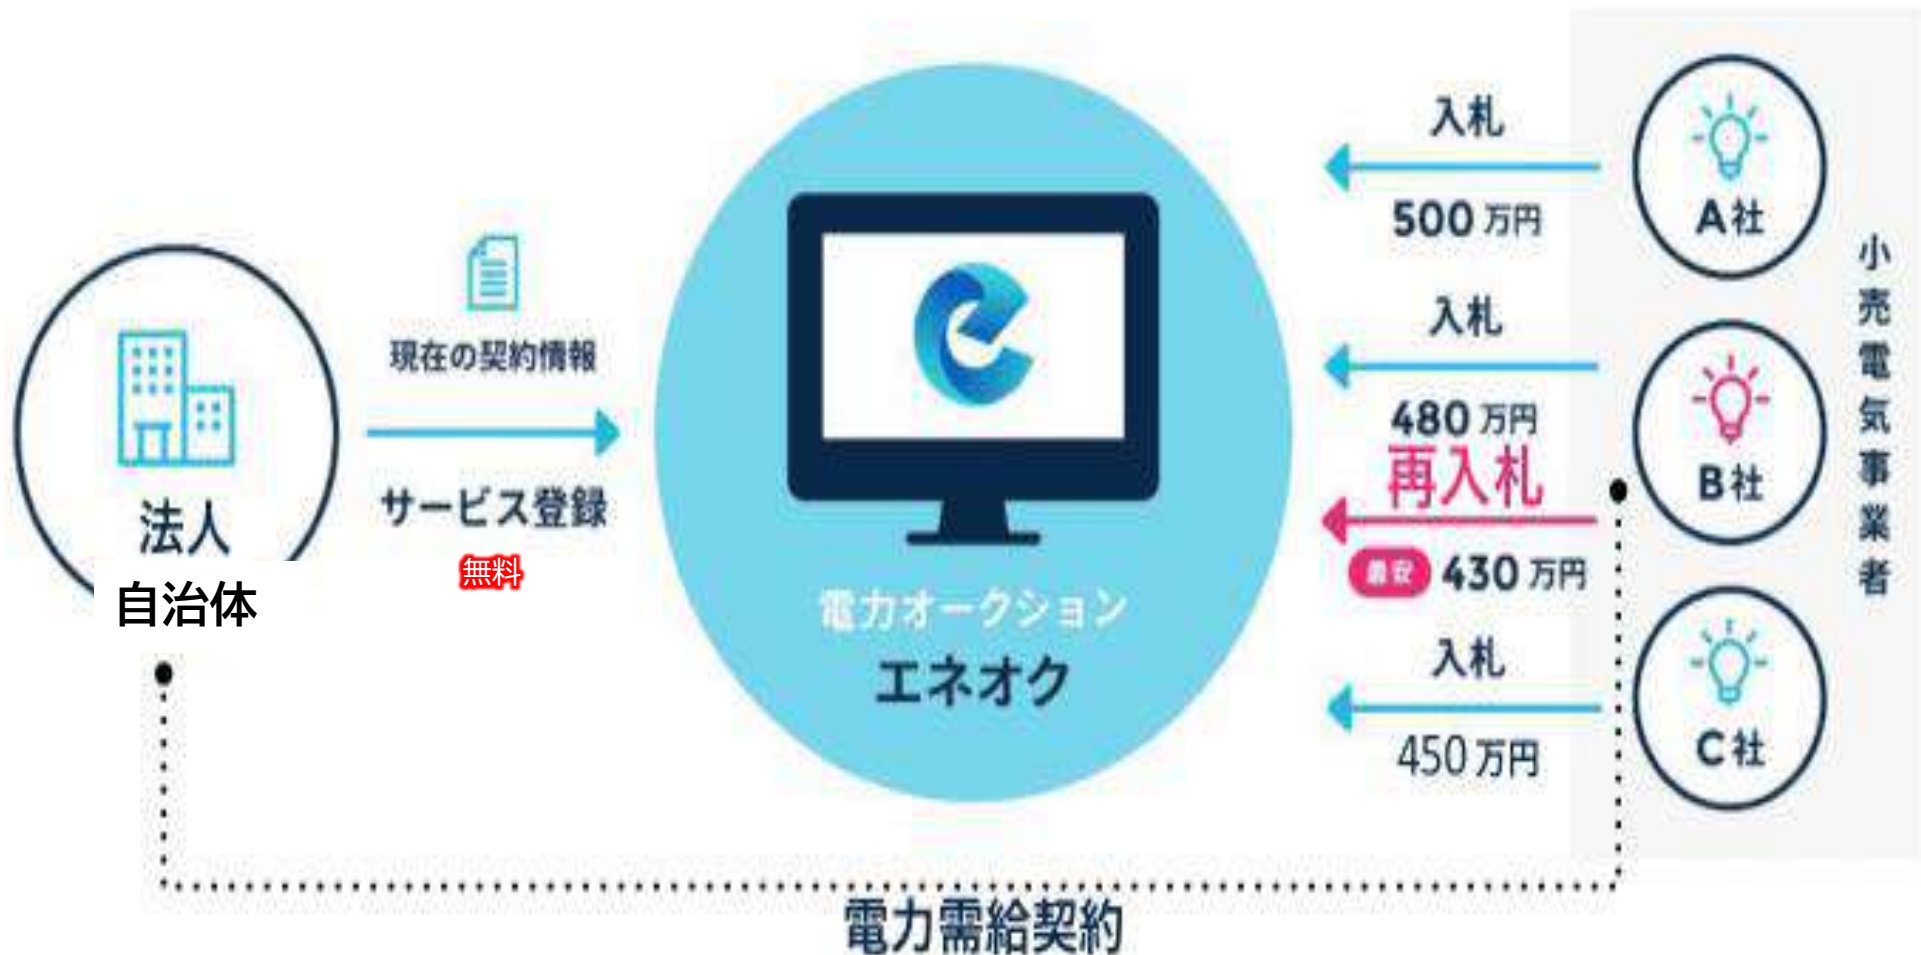 法人
自治体
現在の契約情報
サービス登録
無料
電力オークション
エネオク
入札
500 万円
入札
480 万円
再入札
最安 430 万円
入札
450 万円
A社
B社
C社
小売電気事業者
電力需給契約